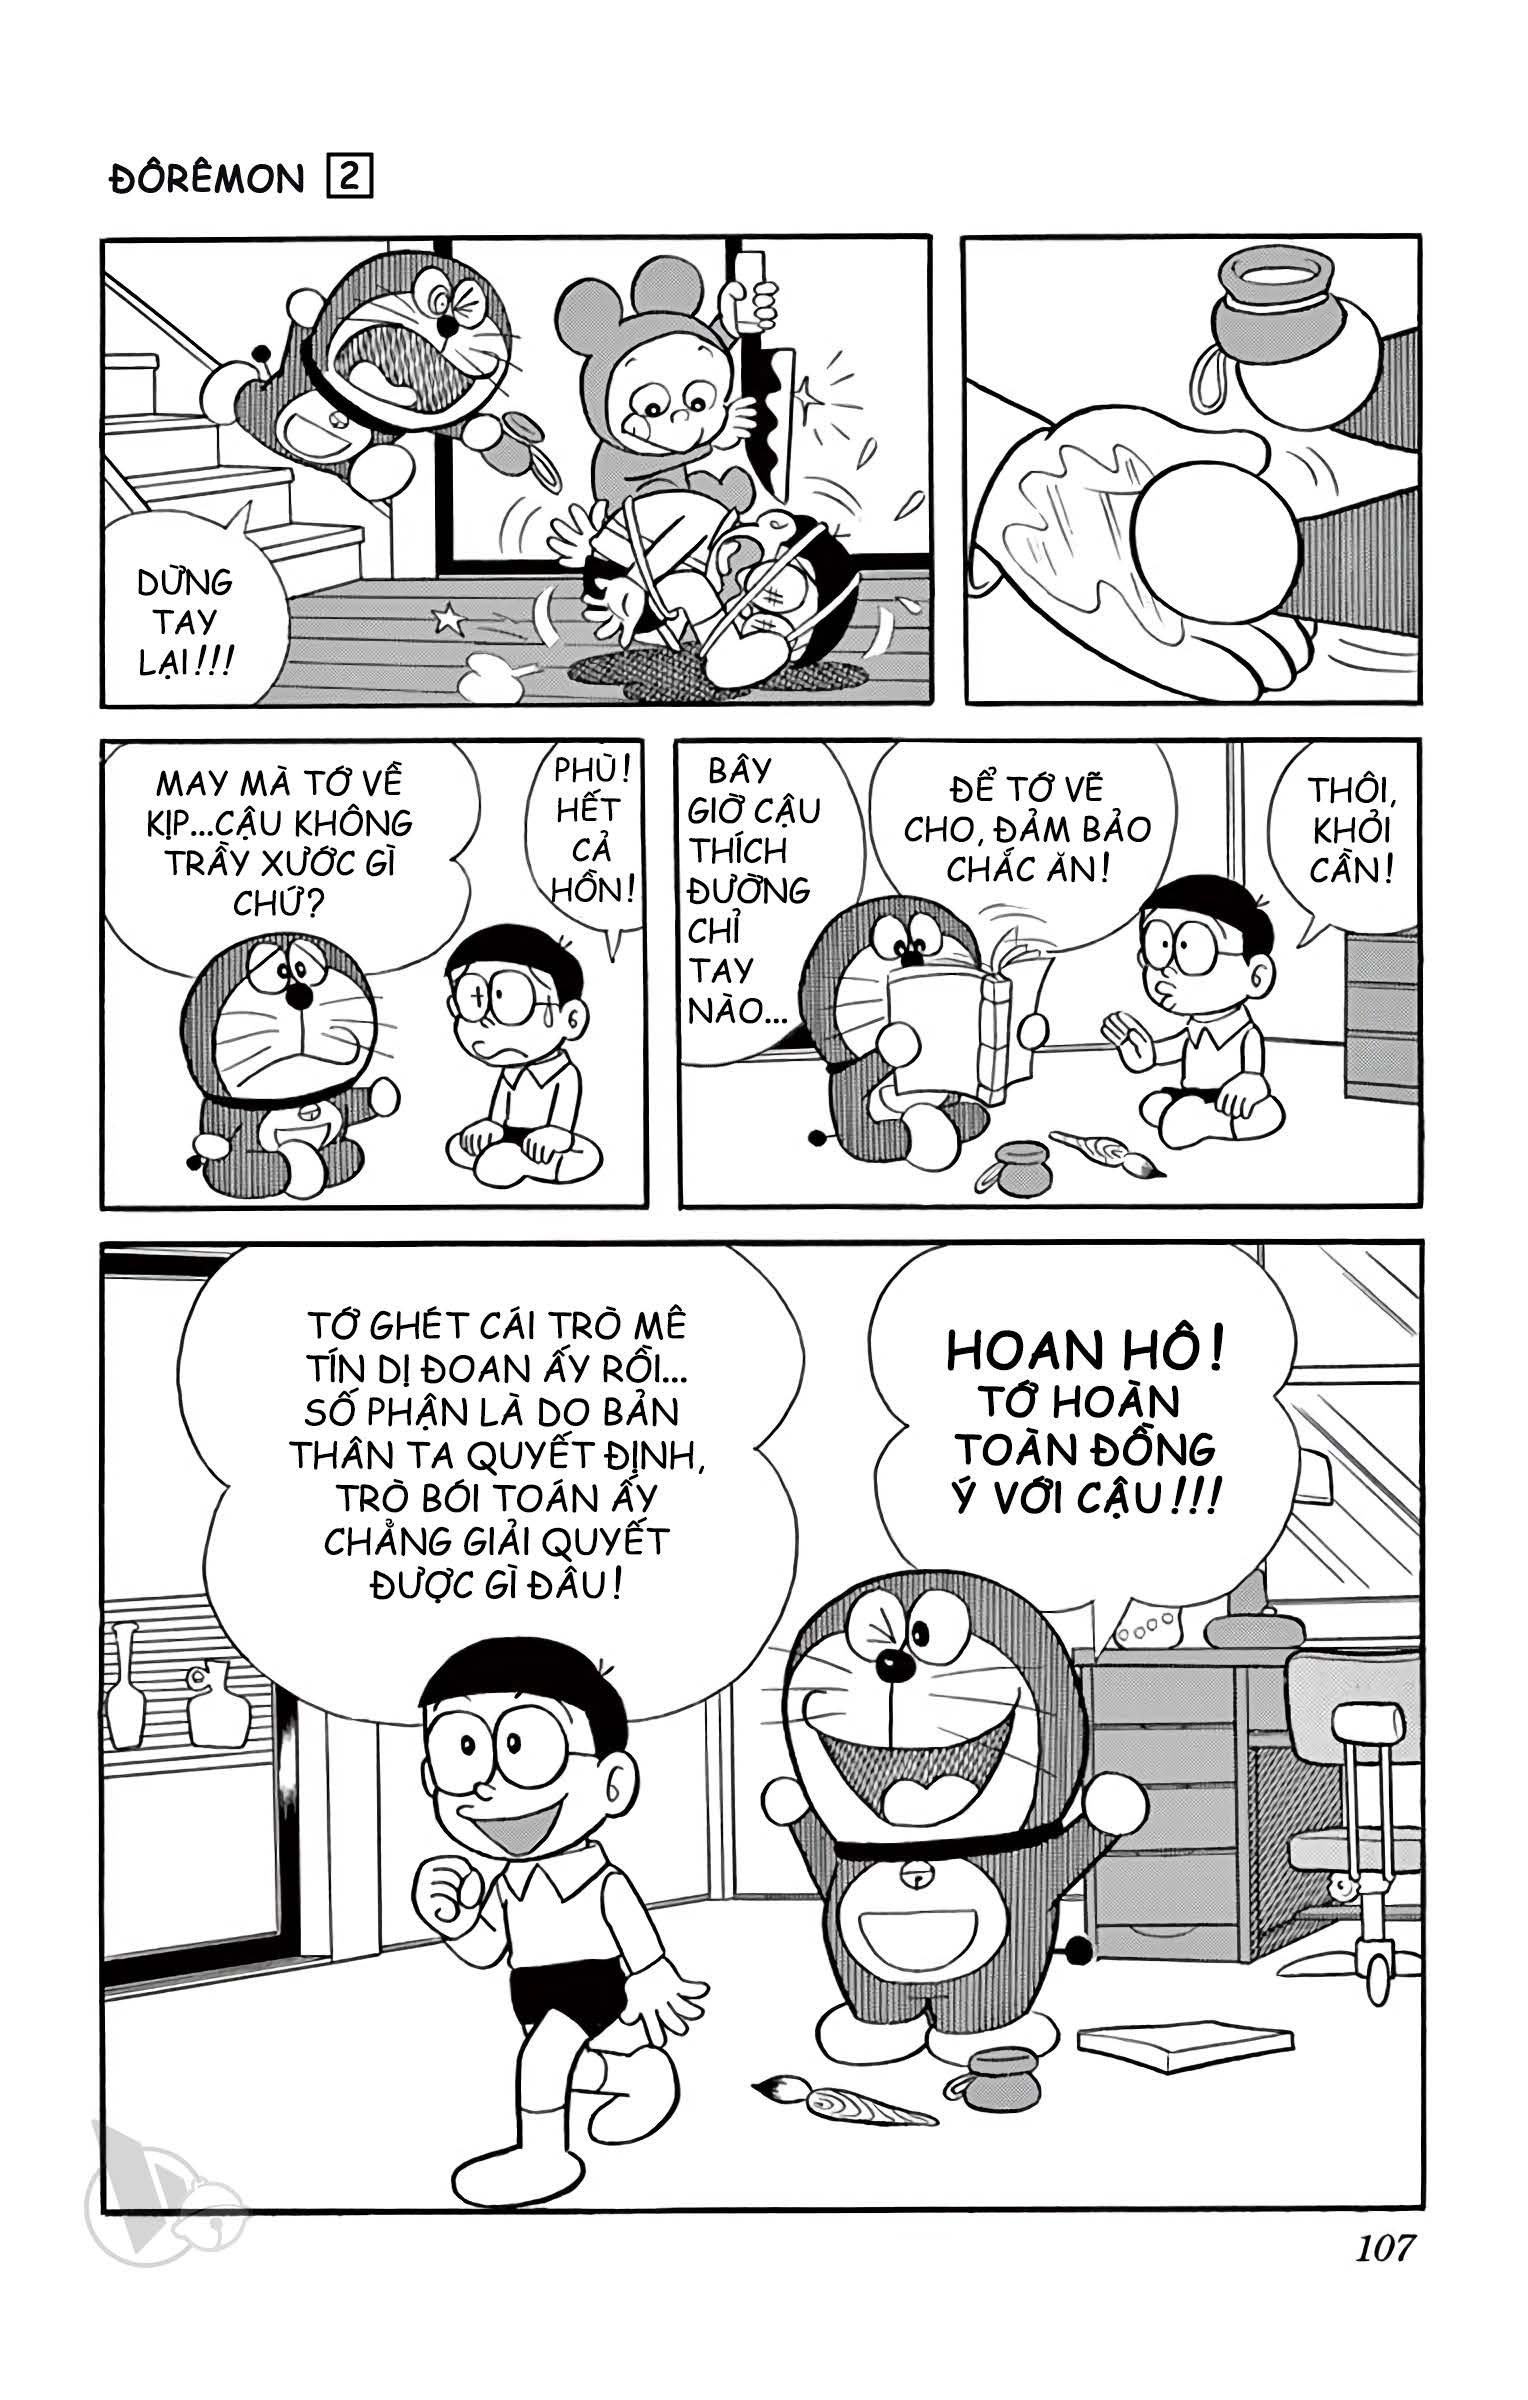 ĐÔRÊMON 2
DỪNG
TAY
LẠI!!!
MAY MÀ TỚ VỀ
KỊP...CẬU KHÔNG
TRẦY XƯỚC GÌ
CHỨ?
PHÙ!
HẾT
CẢ
HỒN!
BÂY
GIỜ CẬU
THÍCH
ĐƯỜNG
CHỈ
TAY
NÀO...
ĐỂ TỚ VẼ
CHO, ĐẢM BẢO
CHẮC ĂN!
THÔI,
KHỎI
CẦN!
TỚ GHÉT CÁI TRÒ MÊ
TÍN DỊ ĐOAN ẤY RỒI...
SỐ PHẬN LÀ DO BẢN
THÂN TA QUYẾT ĐỊNH,
TRÒ BÓI TOÁN ẤY
CHẲNG GIẢI QUYẾT
ĐƯỢC GÌ ĐÂU!
HOAN HÔ!
TỚ HOÀN
TOÀN ĐỒNG
Ý VỚI CẬU!!!
107